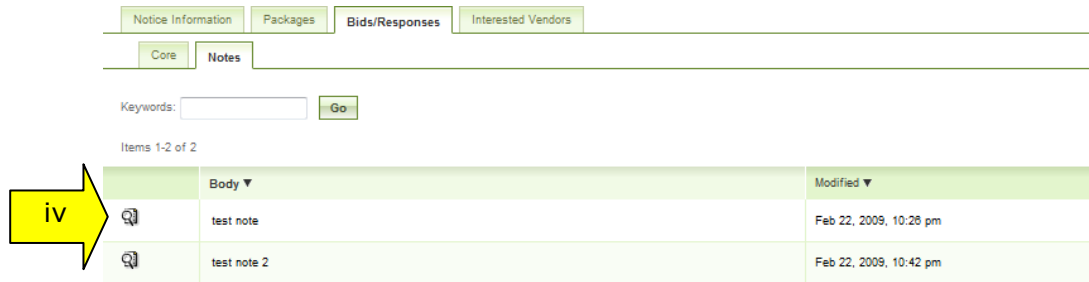 Notice Information Packages Bids/Responses Interested Vendors
Core Notes
Keywords: Go
Items 1-2 of 2
Body ▼ Modified ▼
iv test note Feb 22, 2009, 10:26 pm
test note 2 Feb 22, 2009, 10:42 pm